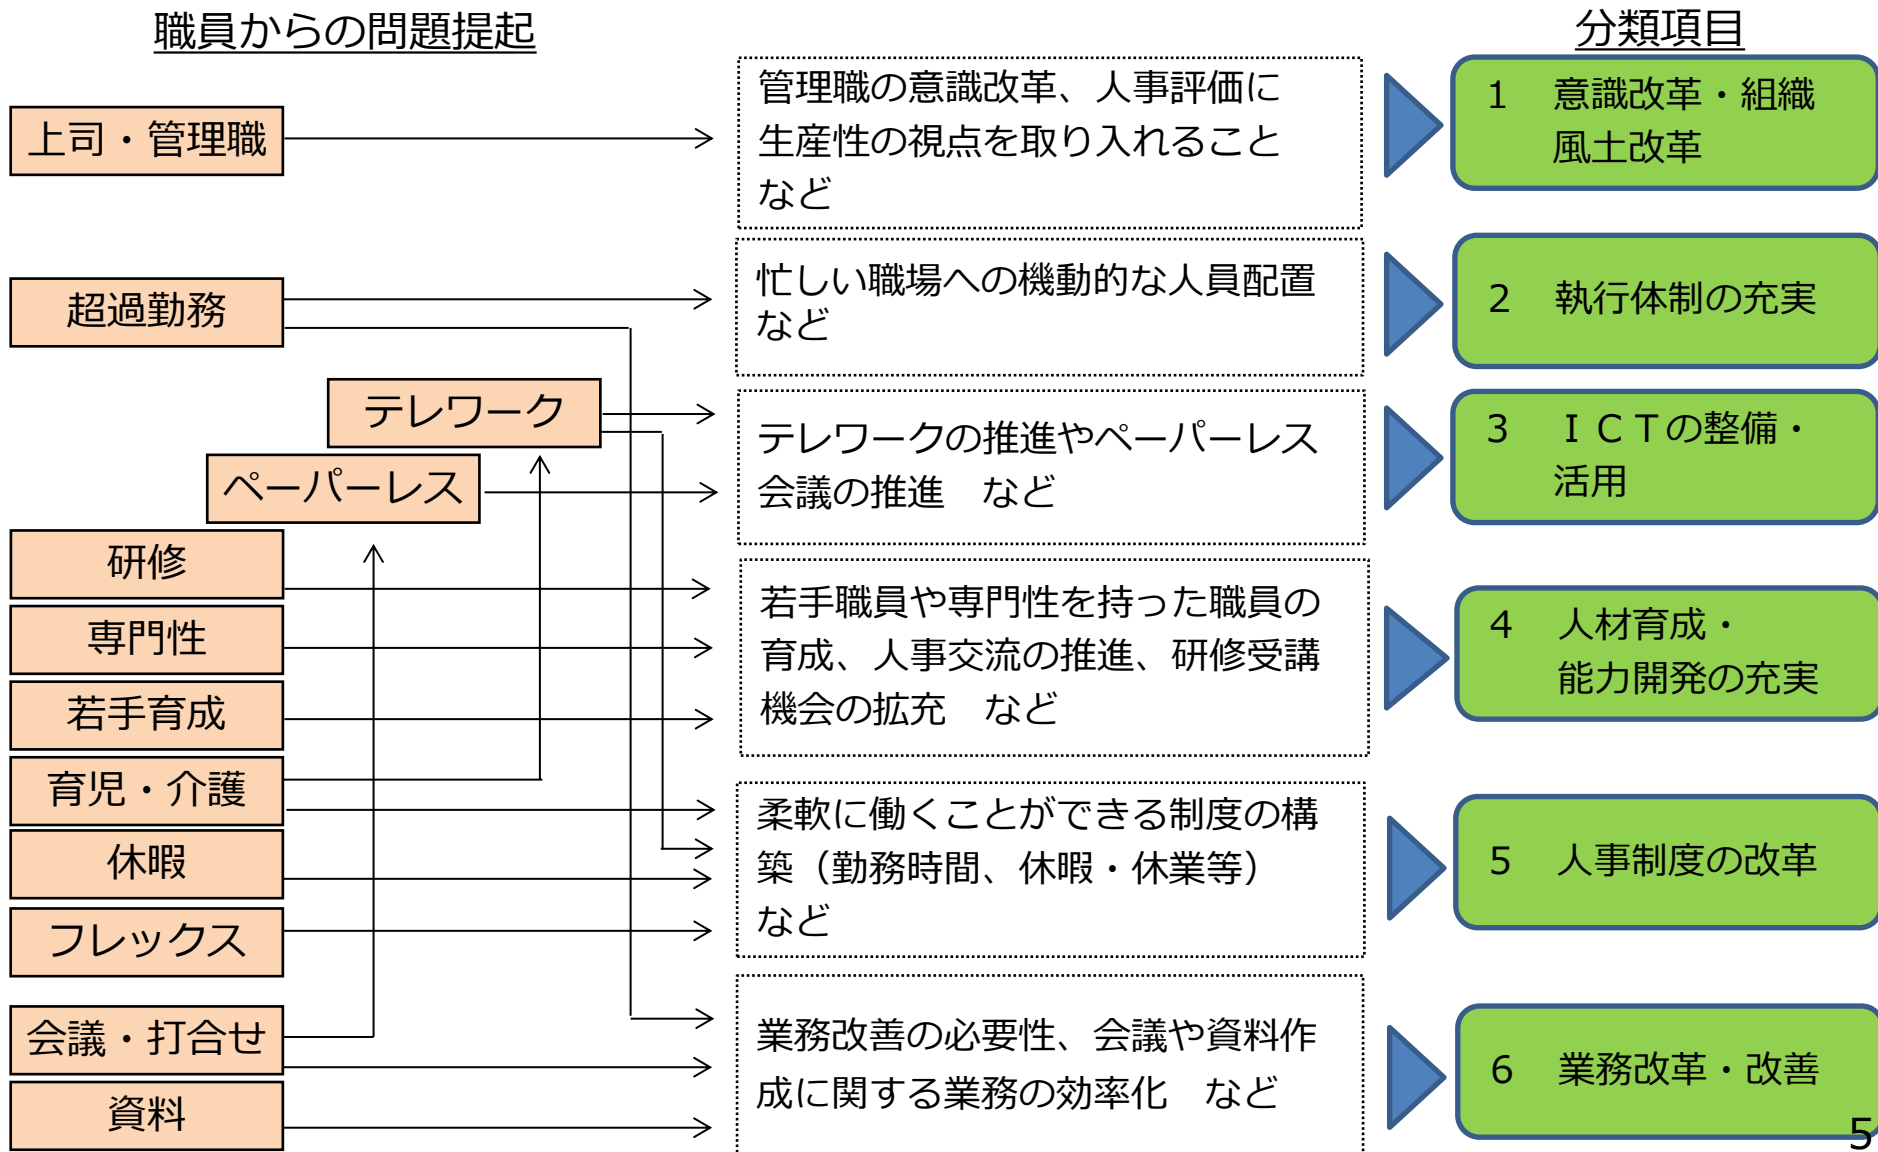 職員からの問題提起
分類項目
上司・管理職
管理職の意識改革、人事評価に
生産性の視点を取り入れること
など
1 意識改革・組織
風土改革
超過勤務
忙しい職場への機動的な人員配置
など
2 執行体制の充実
テレワーク
ペーパーレス
テレワークの推進やペーパーレス
会議の推進 など
3 ＩＣＴの整備・
活用
研修
専門性
若手育成
若手職員や専門性を持った職員の
育成、人事交流の推進、研修受講
機会の拡充 など
4 人材育成・
能力開発の充実
育児・介護
休暇
フレックス
柔軟に働くことができる制度の構
築（勤務時間、休暇・休業等）
など
5 人事制度の改革
会議・打合せ
資料
業務改善の必要性、会議や資料作
成に関する業務の効率化 など
6 業務改革・改善
5